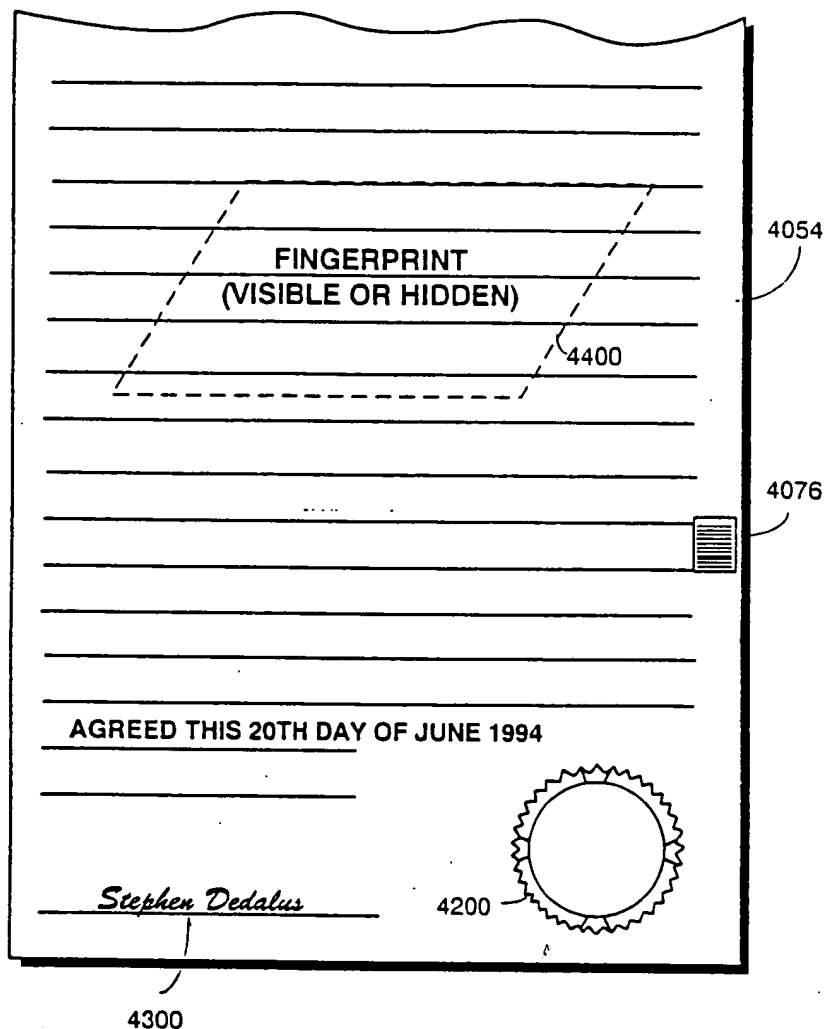 FINGERPRINT
(VISIBLE OR HIDDEN)
4054
4400
4076
AGREED THIS 20TH DAY OF JUNE 1994
Stephen Dedalus
4200
4300